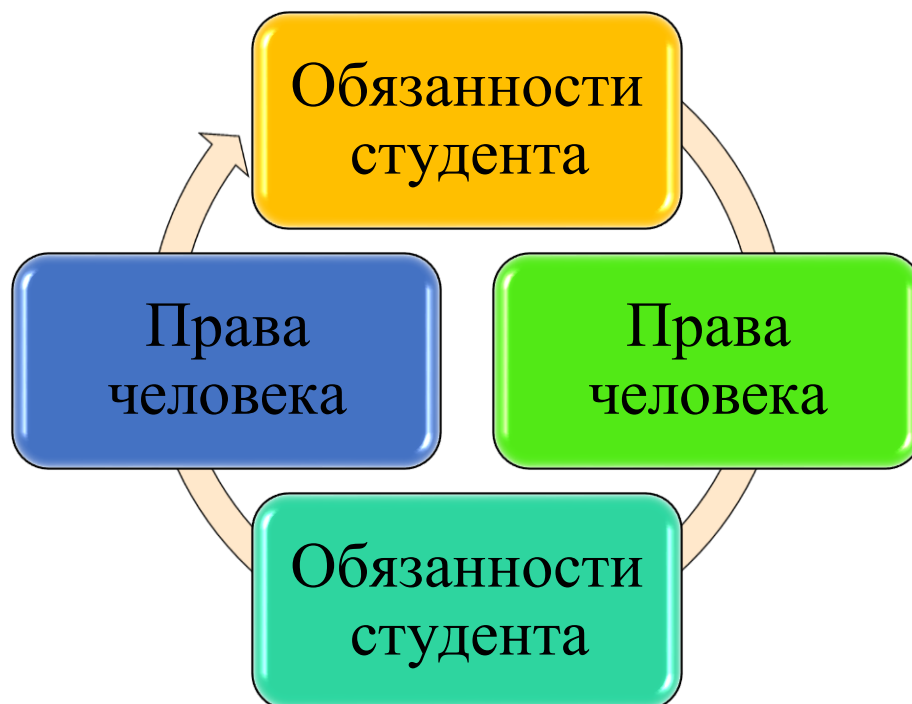 Обязанности
студента
Права
человека
Права
человека
Обязанности
студента